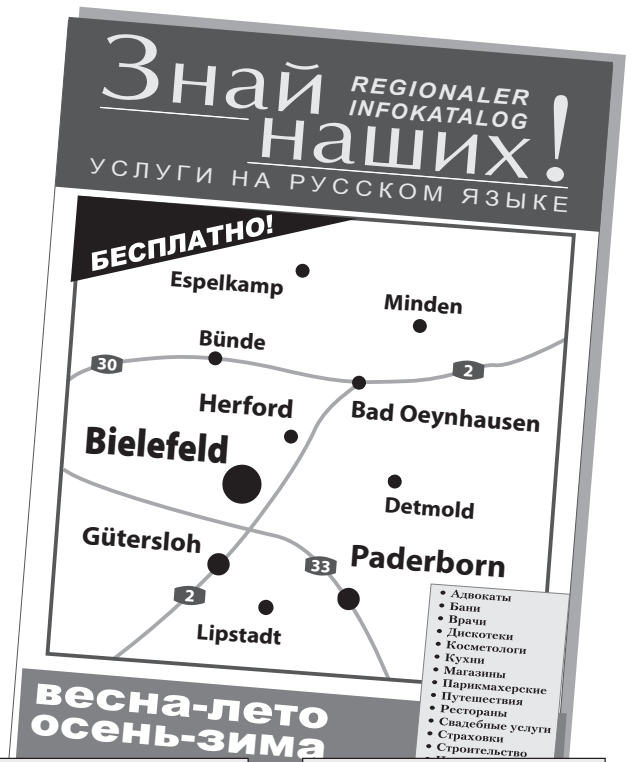 Знай
REGIONALER
INFOKATALOG
наших!
УСЛУГИ НА РУССКОМ ЯЗЫКЕ
БЕСПЛАТНО!
Espelkamp
Minden
Bünde
30
2
Herford
Bad Oeynhausen
Bielefeld
Detmold
Gütersloh
33
Paderborn
2
Lipstadt
• Адвокаты
• Бани
• Врачи
• Дискотеки
• Косметологи
• Кухни
• Магазины
• Парикмахерские
• Путешествия
• Рестораны
• Свадебные услуги
• Страховки
• Строительство
весна-лето
осень-зима